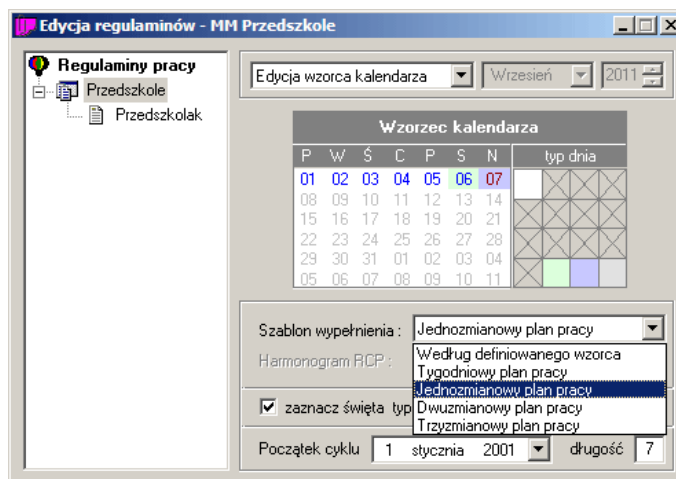 Edycja regulaminów - MM Przedszkole
Regulaminy pracy
Przedszkole
Przedszkolak
Edycja wzorca kalendarza Wrzesień 2011
Wzorzec kalendarza
P W Ś C P S N typ dnia
01 02 03 04 05 06 07
08 09 10 11 12 13 14
15 16 17 18 19 20 21
22 23 24 25 26 27 28
29 30 31 01 02 03 04
05 06 07 08 09 10 11
Szablon wypełnienia : Jednozmianowy plan pracy
Harmonogram RCP :
Według definiowanego wzorca
Tygodniowy plan pracy
Jednozmianowy plan pracy
Dwuzmianowy plan pracy
Trzyzmianowy plan pracy
zaznacz święta typ
Początek cyklu 1 stycznia 2001 długość 7